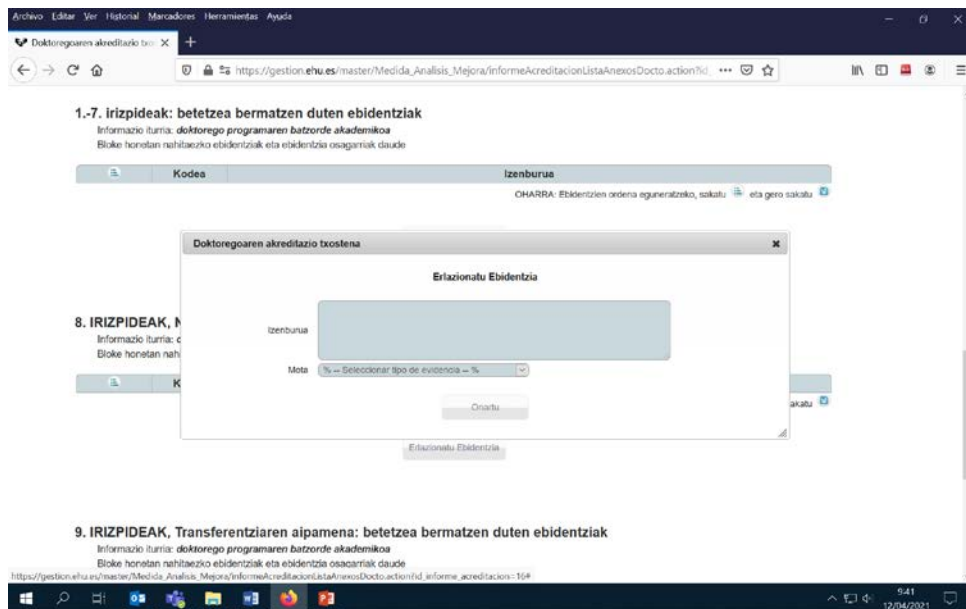 Archivo Editar Ver Historial Marcadores Herramientas Ayuda
Doktoregoaren akreditazio txo
https://gestion.ehu.es/master/Medida_Analisis_Mejora/informeAcreditacionListaAnexosDocto.action?id_
1.-7. irizpideak: betetzea bermatzen duten ebidentziak
Informazio iturria: doktorego programaren batzorde akademikoa
Bloke honetan nahitaezko ebidentziak eta ebidentzia osagarriak daude
Kodea Izenburua
OHARRA: Ebidentzien ordena eguneratzeko, sakatu eta gero sakatu
Doktoregoaren akreditazio txostena
Erlazionatu Ebidentzia
Izenburua
Mota % -- Seleccionar tipo de evidencia -- %
Onartu
8. IRIZPIDEAK, N
Informazio iturria: d
Bloke honetan nahi
K
akatu
Erlazionatu Ebidentzia
9. IRIZPIDEAK, Transferentziaren aipamena: betetzea bermatzen duten ebidentziak
Informazio iturria: doktorego programaren batzorde akademikoa
Bloke honetan nahitaezko ebidentziak eta ebidentzia osagarriak daude
https://gestion.ehu.es/master/Medida_Analisis_Mejora/informeAcreditacionListaAnexosDocto.action?id_informe_acreditacion=16#
9:41
12/04/2021